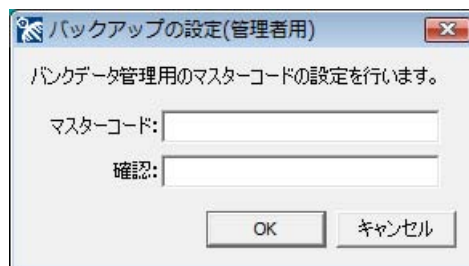 バックアップの設定(管理者用)
バンクデータ管理用のマスターコードの設定を行います。
マスターコード:
確認:
OK キャンセル